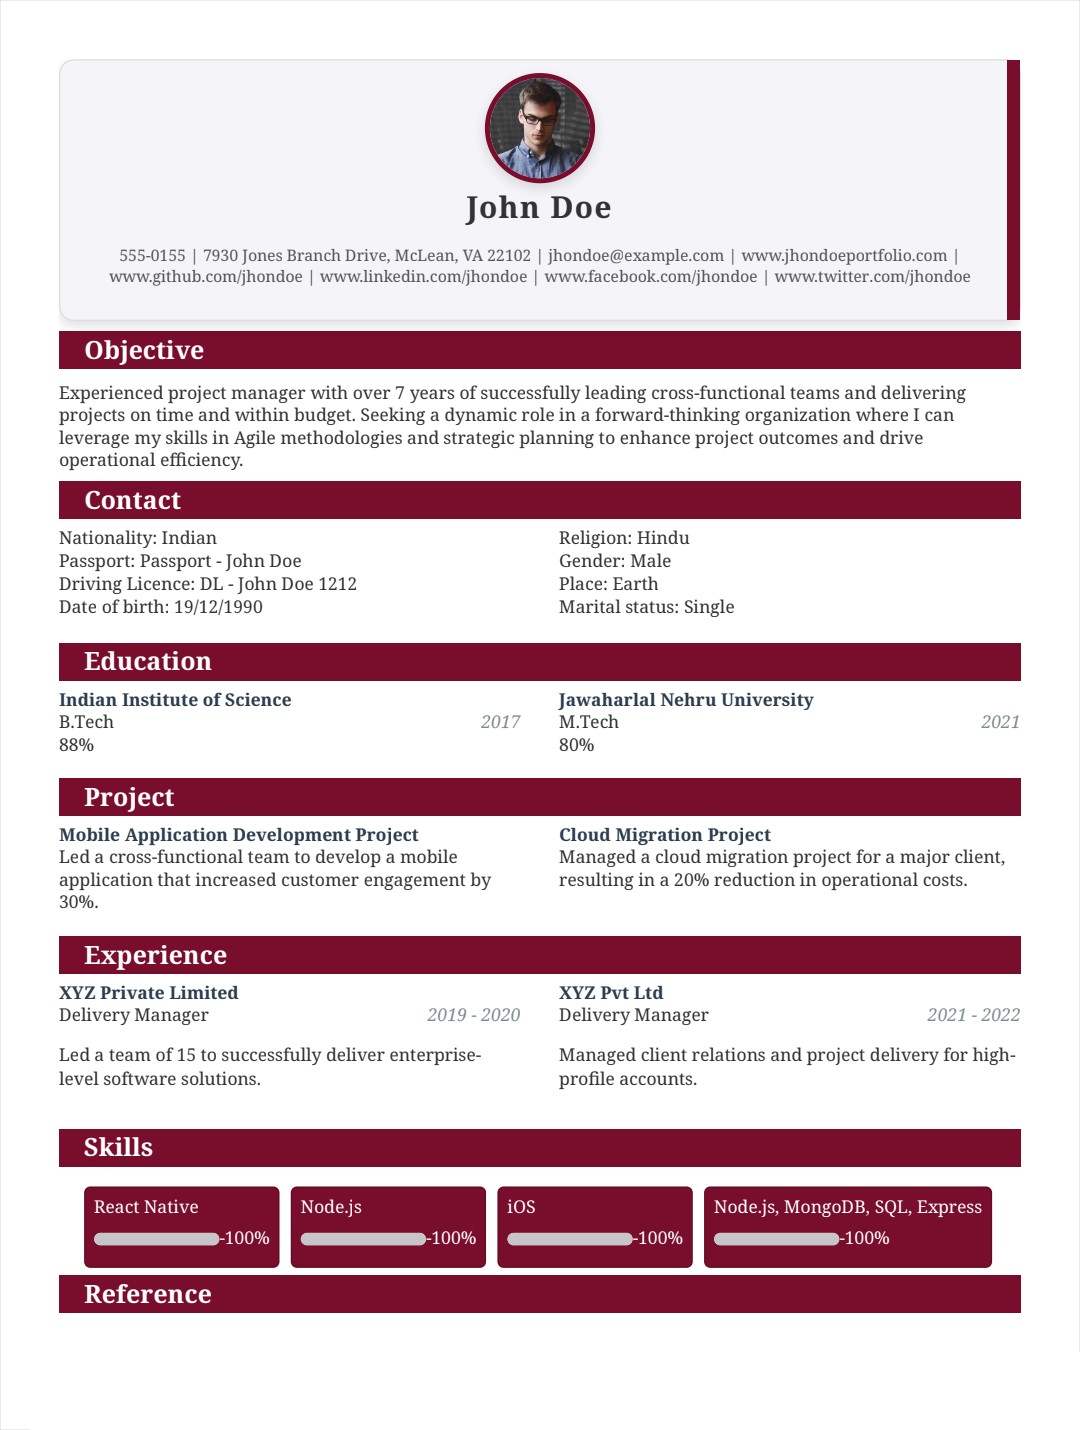 John Doe
555-0155 | 7930 Jones Branch Drive, McLean, VA 22102 | jhondoe@example.com | www.jhondoeportfolio.com |
www.github.com/jhondoe | www.linkedin.com/jhondoe | www.facebook.com/jhondoe | www.twitter.com/jhondoe
Objective
Experienced project manager with over 7 years of successfully leading cross-functional teams and delivering
projects on time and within budget. Seeking a dynamic role in a forward-thinking organization where I can
leverage my skills in Agile methodologies and strategic planning to enhance project outcomes and drive
operational efficiency.
Contact
Nationality: Indian
Passport: Passport - John Doe
Driving Licence: DL - John Doe 1212
Date of birth: 19/12/1990
Religion: Hindu
Gender: Male
Place: Earth
Marital status: Single
Education
Indian Institute of Science
B.Tech 2017
88%
Jawaharlal Nehru University
M.Tech 2021
80%
Project
Mobile Application Development Project
Led a cross-functional team to develop a mobile
application that increased customer engagement by
30%.
Cloud Migration Project
Managed a cloud migration project for a major client,
resulting in a 20% reduction in operational costs.
Experience
XYZ Private Limited
Delivery Manager 2019 - 2020
Led a team of 15 to successfully deliver enterprise-
level software solutions.
XYZ Pvt Ltd
Delivery Manager 2021 - 2022
Managed client relations and project delivery for high-
profile accounts.
Skills
React Native
-100%
Node.js
-100%
iOS
-100%
Node.js, MongoDB, SQL, Express
-100%
Reference